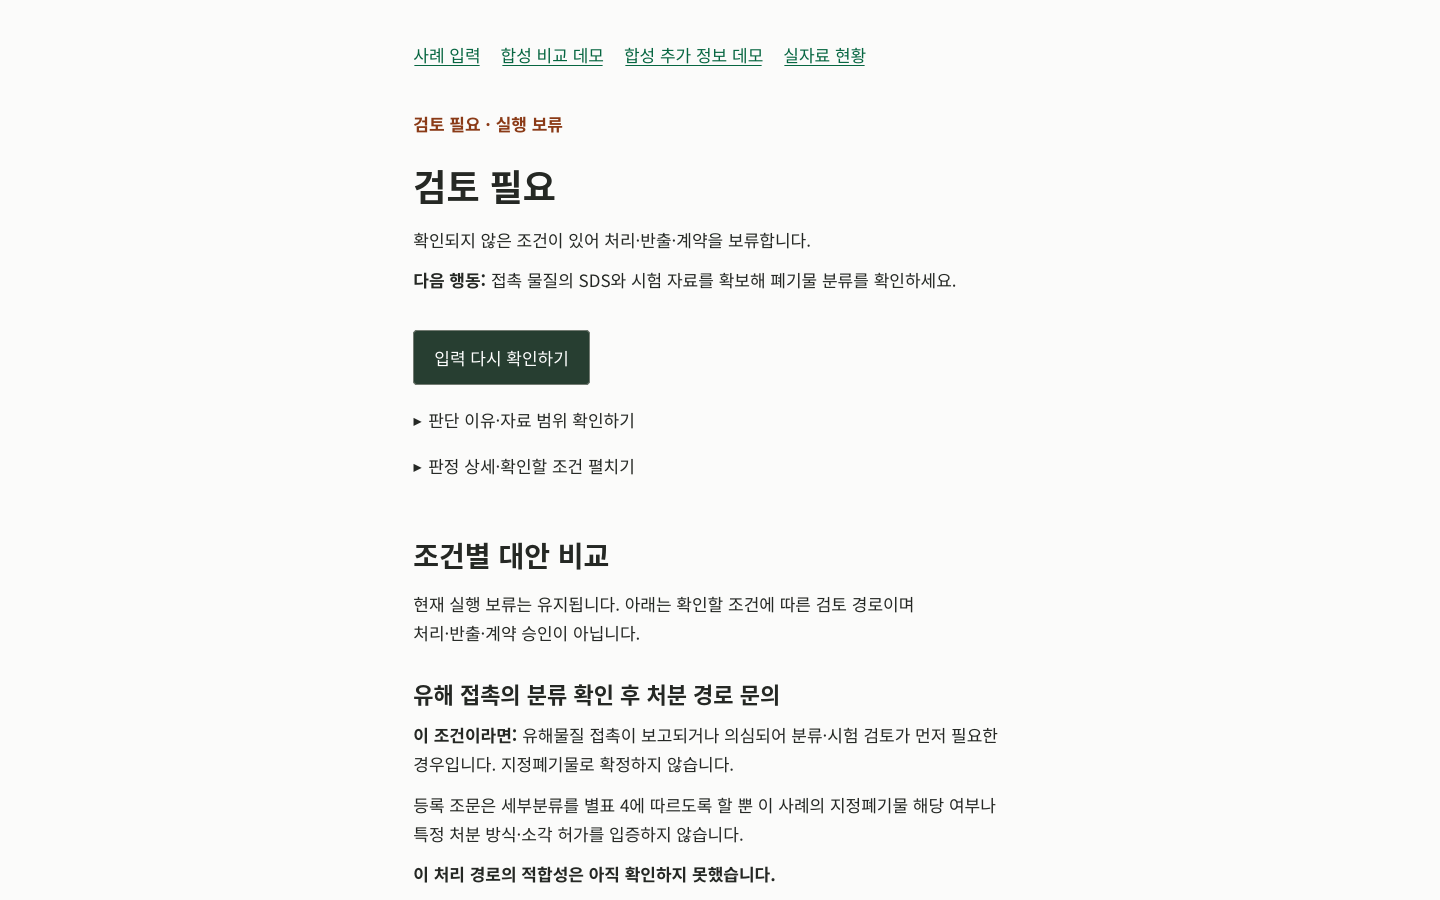 사례 입력 합성 비교 데모 합성 추가 정보 데모 실자료 현황
검토 필요 · 실행 보류
검토 필요
확인되지 않은 조건이 있어 처리·반출·계약을 보류합니다.
다음 행동: 접촉 물질의 SDS와 시험 자료를 확보해 폐기물 분류를 확인하세요.
입력 다시 확인하기
▸ 판단 이유·자료 범위 확인하기
▸ 판정 상세·확인할 조건 펼치기
조건별 대안 비교
현재 실행 보류는 유지됩니다. 아래는 확인할 조건에 따른 검토 경로이며
처리·반출·계약 승인이 아닙니다.
유해 접촉의 분류 확인 후 처분 경로 문의
이 조건이라면: 유해물질 접촉이 보고되거나 의심되어 분류·시험 검토가 먼저 필요한
경우입니다. 지정폐기물로 확정하지 않습니다.
등록 조문은 세부분류를 별표 4에 따르도록 할 뿐 이 사례의 지정폐기물 해당 여부나
특정 처분 방식·소각 허가를 입증하지 않습니다.
이 처리 경로의 적합성은 아직 확인하지 못했습니다.